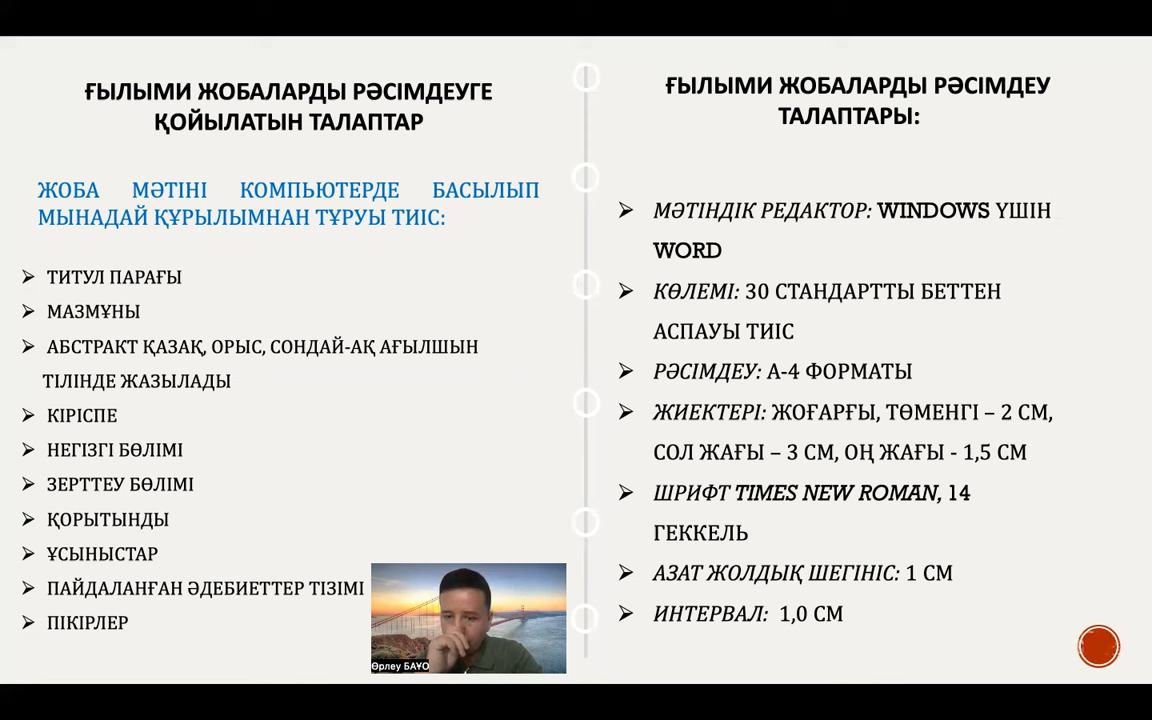 ҒЫЛЫМИ ЖОБАЛАРДЫ РӘСІМДЕУГЕ
ҚОЙЫЛАТЫН ТАЛАПТАР
ЖОБА МӘТІНІ КОМПЬЮТЕРДЕ БАСЫЛЫП
МЫНАДАЙ ҚҰРЫЛЫМНАН ТҰРУЫ ТИІС:
➢ ТИТУЛ ПАРАҒЫ
➢ МАЗМҰНЫ
➢ АБСТРАКТ ҚАЗАҚ, ОРЫС, СОНДАЙ-АҚ АҒЫЛШЫН
ТІЛІНДЕ ЖАЗЫЛАДЫ
➢ КІРІСПЕ
➢ НЕГІЗГІ БӨЛІМІ
➢ ЗЕРТТЕУ БӨЛІМІ
➢ ҚОРЫТЫНДЫ
➢ ҰСЫНЫСТАР
➢ ПАЙДАЛАНҒАН ӘДЕБИЕТТЕР ТІЗІМІ
➢ ПІКІРЛЕР
Өрлеу БАҰО
ҒЫЛЫМИ ЖОБАЛАРДЫ РӘСІМДЕУ
ТАЛАПТАРЫ:
➢ МӘТІНДІК РЕДАКТОР: WINDOWS ҮШІН
WORD
➢ КӨЛЕМІ: 30 СТАНДАРТТЫ БЕТТЕН
АСПАУЫ ТИІС
➢ РӘСІМДЕУ: А-4 ФОРМАТЫ
➢ ЖИЕКТЕРІ: ЖОҒАРҒЫ, ТӨМЕНГІ – 2 СМ,
СОЛ ЖАҒЫ – 3 СМ, ОҢ ЖАҒЫ - 1,5 СМ
➢ ШРИФТ TIMES NEW ROMAN, 14
ГЕККЕЛЬ
➢ АЗАТ ЖОЛДЫҚ ШЕГІНІС: 1 СМ
➢ ИНТЕРВАЛ: 1,0 СМ